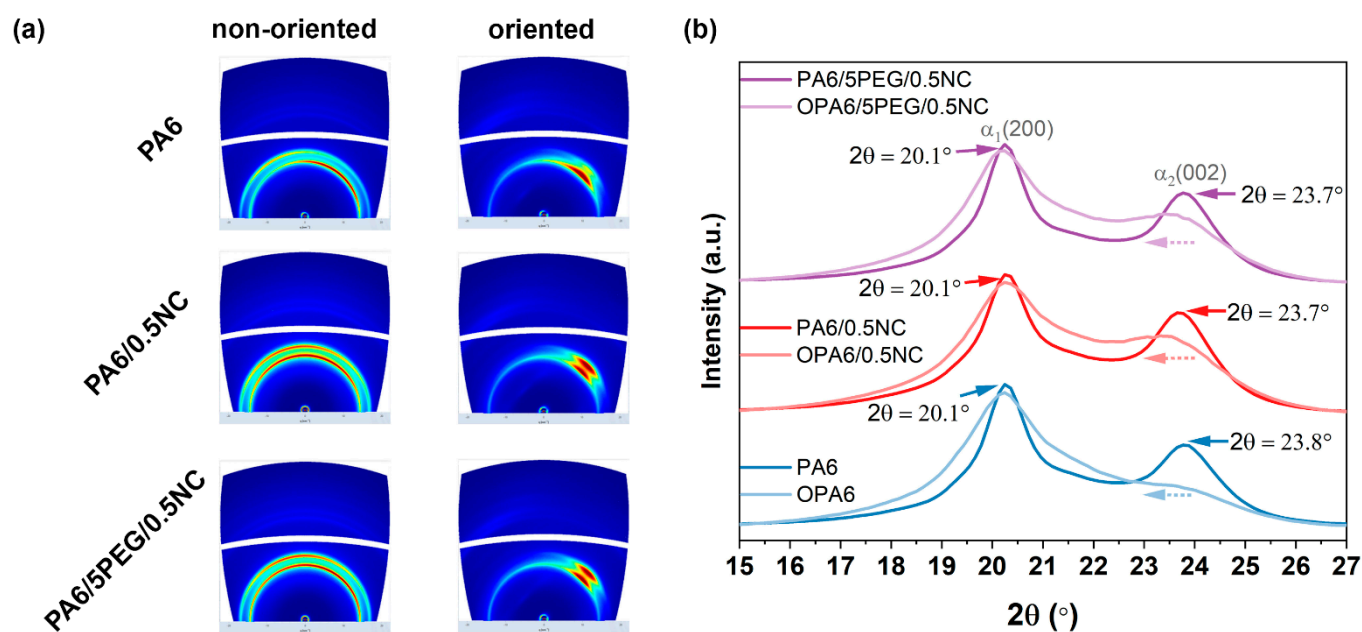 (a)
non-oriented
oriented
PA6
PA6/0.5NC
PA6/5PEG/0.5NC
(b)
PA6/5PEG/0.5NC
OPA6/5PEG/0.5NC
α₁(200)
2θ = 20.1°
α₂(002)
2θ = 23.7°
2θ = 20.1°
PA6/0.5NC
OPA6/0.5NC
2θ = 23.7°
2θ = 20.1°
2θ = 23.8°
PA6
OPA6
Intensity (a.u.)
15 16 17 18 19 20 21 22 23 24 25 26 27
2θ (°)